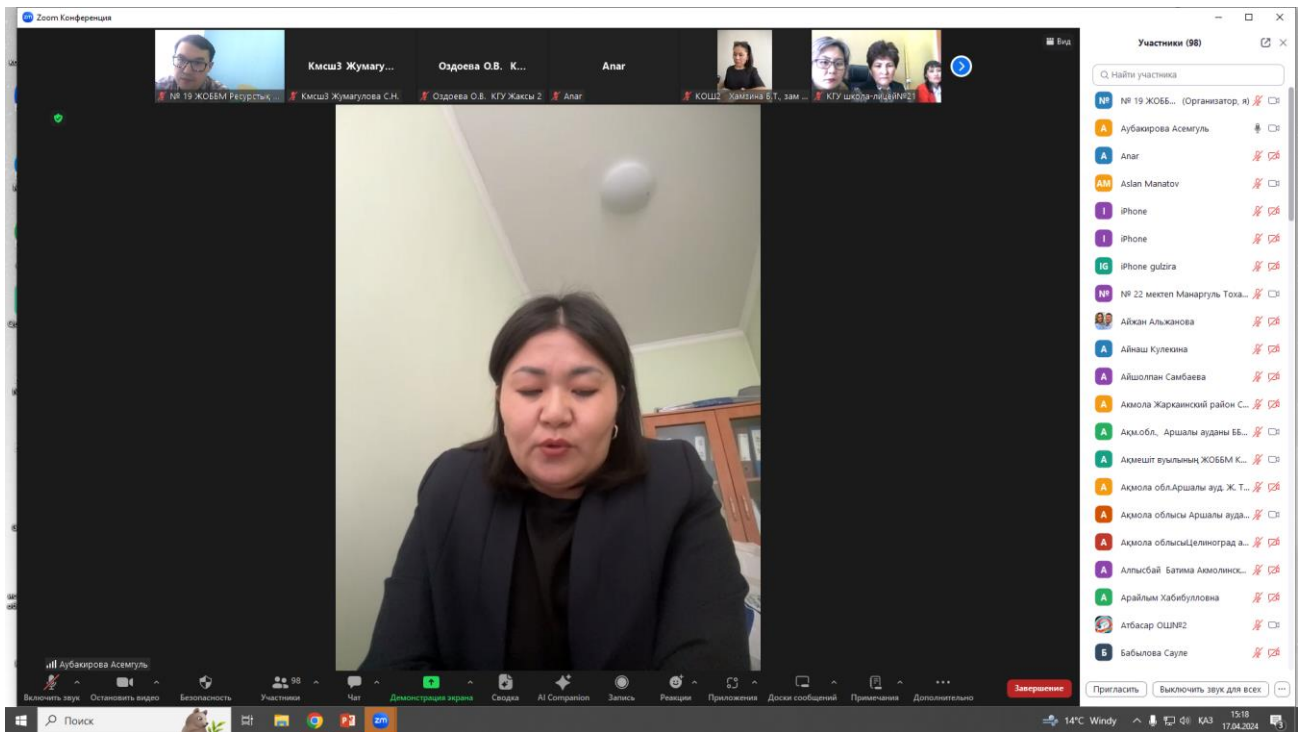 Zoom Конференция
Вид
Кмсш3 Жумагу...
Оздоева О.В. К...
Anar
№ 19 ЖОББМ Ресурстық ...
Кмсш3 Жумагулова С.Н.
Оздоева О.В. КГУ Жаксы 2
Anar
КОШ2 Хамзина Б.Т., зам ...
КГУ школа-лицей№21
Аубакирова Асемгуль
Участники (98)
Найти участника
№ 19 ЖОББ... (Организатор, я)
Аубакирова Асемгуль
Anar
Aslan Manatov
iPhone
iPhone
iPhone gulzira
№ 22 мектеп Манаргуль Тоха...
Айжан Альжанова
Айнаш Кулекина
Айшолпан Самбаева
Акмола Жаркаинский район С...
Ақм.обл., Аршалы ауданы ББ...
Ақмешіт ауылының ЖОББМ К...
Ақмола обл.Аршалы ауд. Ж. Т...
Ақмола облысы Аршалы ауда...
Ақмола облысыЦелиноград а...
Алпысбай Батима Акмолинск...
Арайлым Хабибулловна
Атбасар ОШ№2
Бабылова Сауле
Пригласить
Выключить звук для всех
Включить звук
Остановить видео
Безопасность
Участники
98
Чат
Демонстрация экрана
Сводка
AI Companion
Запись
Реакции
Приложения
Доски сообщений
Примечания
Дополнительно
Завершение
Поиск
14°C Windy
ҚАЗ
15:18
17.04.2024